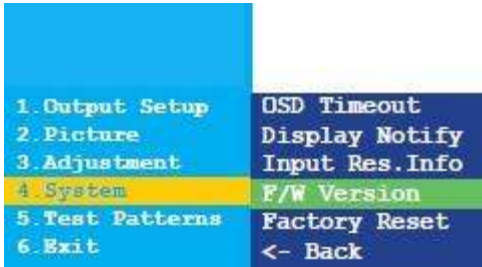 1.Output Setup
2.Picture
3.Adjustment
4.System
5.Test Patterns
6.Exit
OSD Timeout
Display Notify
Input Res.Info
F/W Version
Factory Reset
<- Back